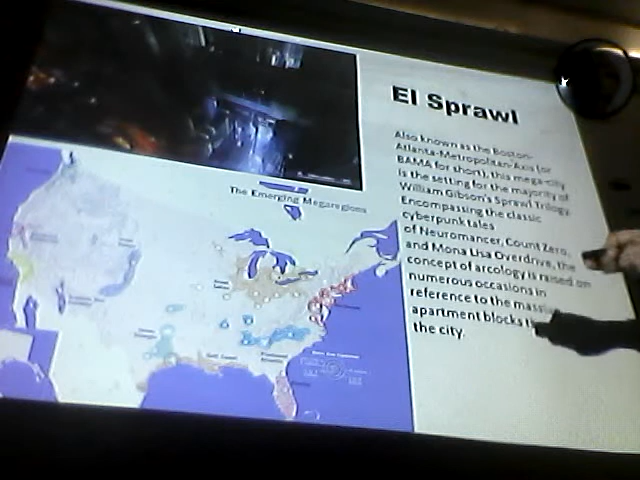 El Sprawl
Also known as the Boston-
Atlanta-Metropolitan-Axis (or
BAMA for short), this mega-city
is the setting for the majority of
William Gibson's Sprawl Trilogy.
Encompassing the classic
cyberpunk tales
of Neuromancer, Count Zero,
and Mona Lisa Overdrive, the
concept of arcology is raised on
numerous occasions in
reference to the
apartment blocks
the city.
The Emerging Megaregions
Gulf Coast